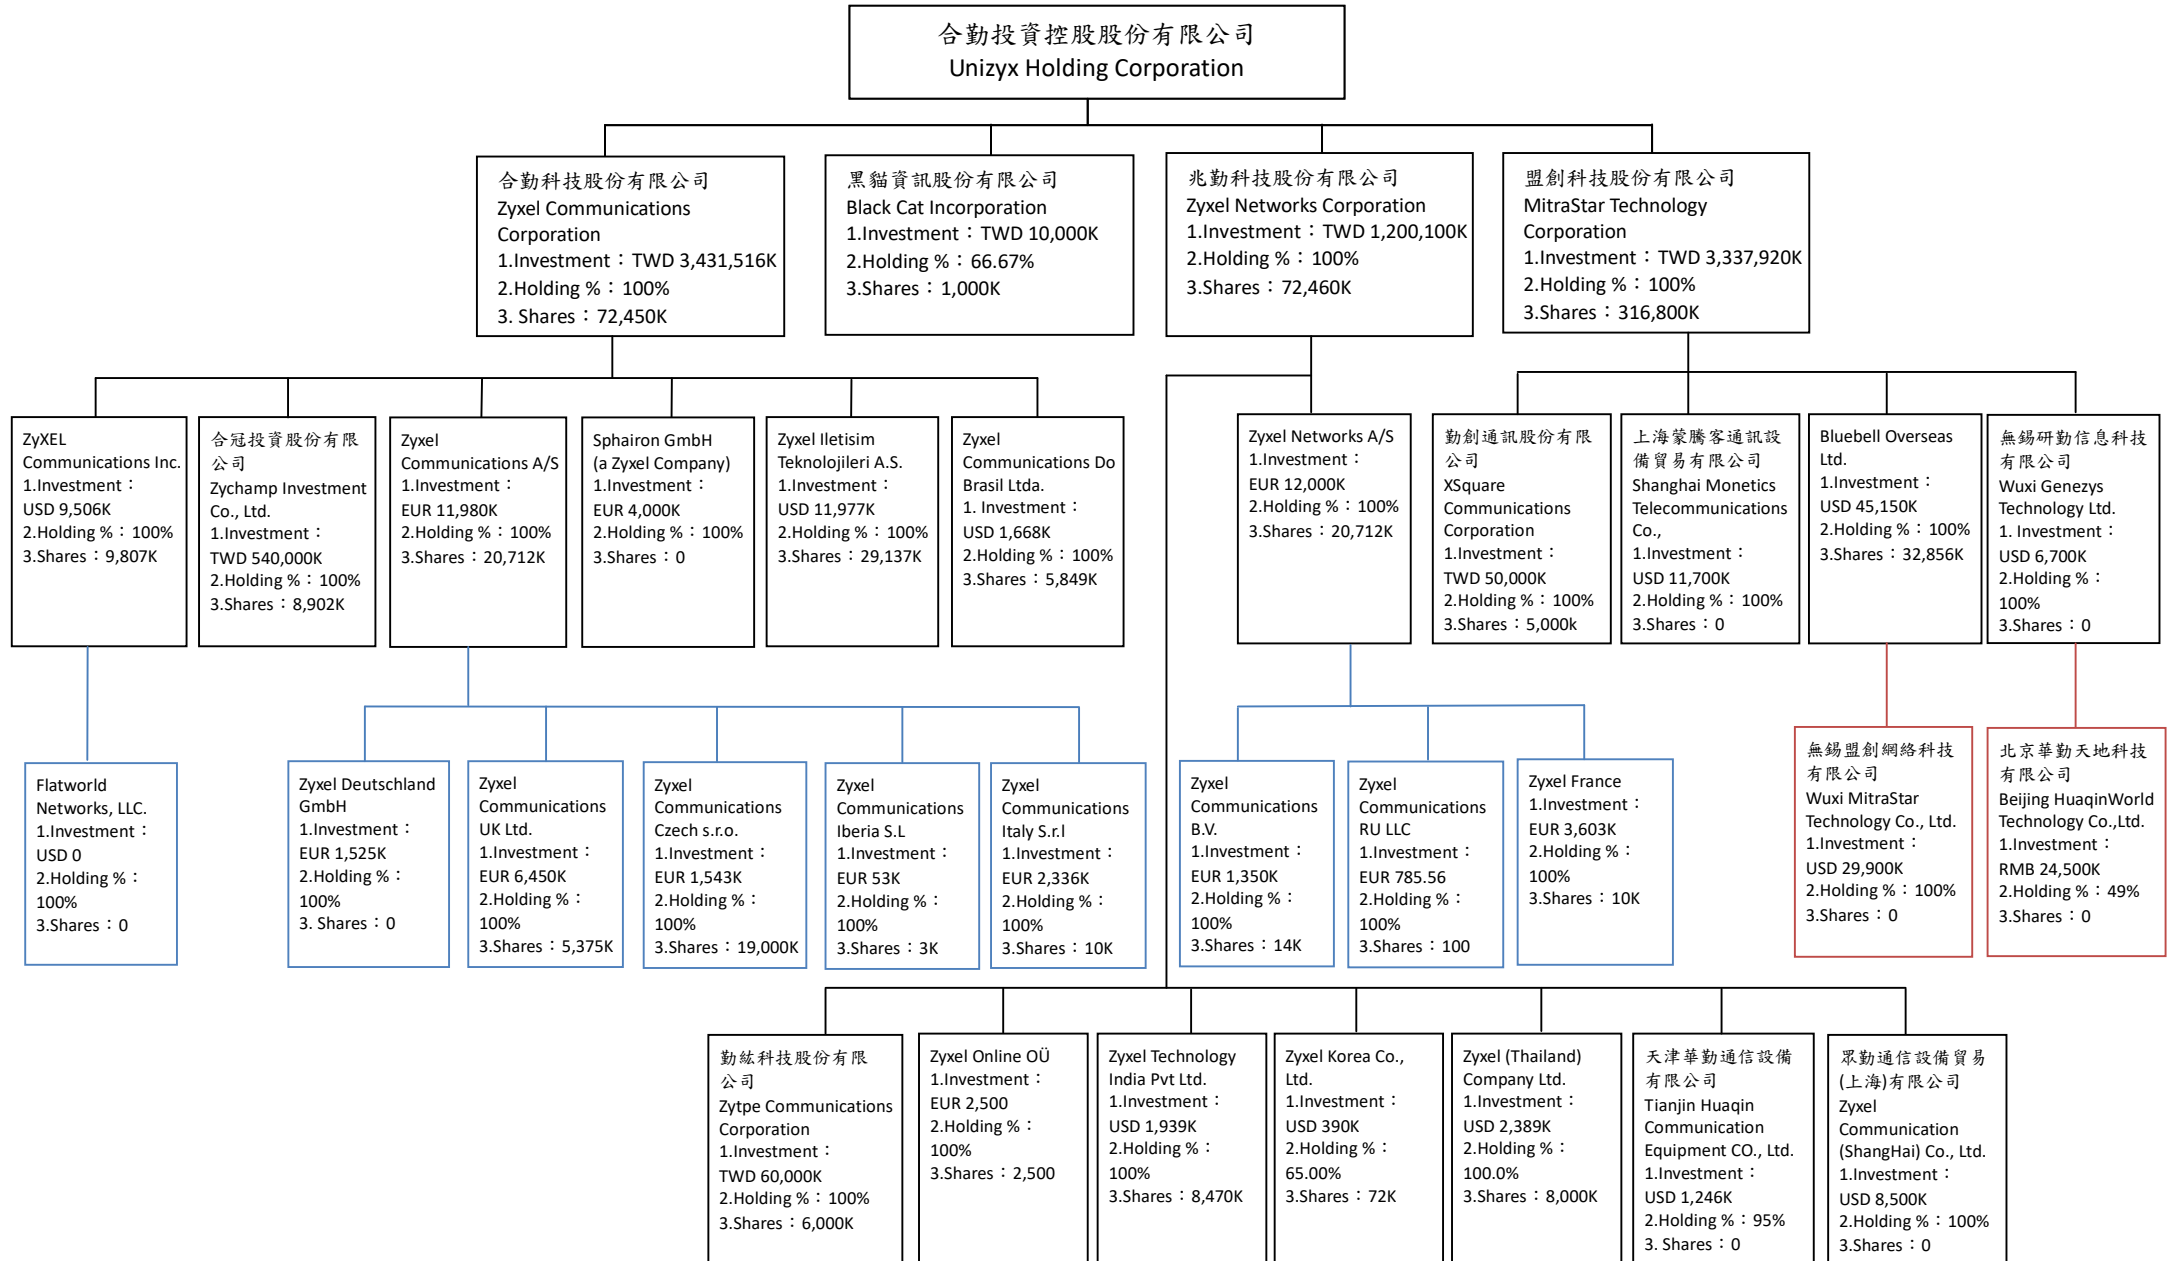 合勤投資控股股份有限公司
Unizyx Holding Corporation
合勤科技股份有限公司
Zyxel Communications
Corporation
1.Investment：TWD 3,431,516K
2.Holding %：100%
3. Shares：72,450K
黑貓資訊股份有限公司
Black Cat Incorporation
1.Investment：TWD 10,000K
2.Holding %：66.67%
3.Shares：1,000K
兆勤科技股份有限公司
Zyxel Networks Corporation
1.Investment：TWD 1,200,100K
2.Holding %：100%
3.Shares：72,460K
盟創科技股份有限公司
MitraStar Technology
Corporation
1.Investment：TWD 3,337,920K
2.Holding %：100%
3.Shares：316,800K
ZyXEL
Communications Inc.
1.Investment：
USD 9,506K
2.Holding %：100%
3.Shares：9,807K
合冠投資股份有限
公司
Zychamp Investment
Co., Ltd.
1.Investment：
TWD 540,000K
2.Holding %：100%
3.Shares：8,902K
Zyxel
Communications A/S
1.Investment：
EUR 11,980K
2.Holding %：100%
3.Shares：20,712K
Sphairon GmbH
(a Zyxel Company)
1.Investment：
EUR 4,000K
2.Holding %：100%
3.Shares：0
Zyxel Iletisim
Teknolojileri A.S.
1.Investment：
USD 11,977K
2.Holding %：100%
3.Shares：29,137K
Zyxel
Communications Do
Brasil Ltda.
1. Investment：
USD 1,668K
2.Holding %：100%
3.Shares：5,849K
Zyxel Networks A/S
1.Investment：
EUR 12,000K
2.Holding %：100%
3.Shares：20,712K
勤創通訊股份有限
公司
XSquare
Communications
Corporation
1.Investment：
TWD 50,000K
2.Holding %：100%
3.Shares：5,000k
上海蒙騰客通訊設
備貿易有限公司
Shanghai Monetics
Telecommunications
Co.,
1.Investment：
USD 11,700K
2.Holding %：100%
3.Shares：0
Bluebell Overseas
Ltd.
1.Investment：
USD 45,150K
2.Holding %：100%
3.Shares：32,856K
無錫研勤信息科技
有限公司
Wuxi Genezys
Technology Ltd.
1. Investment：
USD 6,700K
2.Holding %：
100%
3.Shares：0
Flatworld
Networks, LLC.
1.Investment：
USD 0
2.Holding %：
100%
3.Shares：0
Zyxel Deutschland
GmbH
1.Investment：
EUR 1,525K
2.Holding %：
100%
3. Shares：0
Zyxel
Communications
UK Ltd.
1.Investment：
EUR 6,450K
2.Holding %：
100%
3.Shares：5,375K
Zyxel
Communications
Czech s.r.o.
1.Investment：
EUR 1,543K
2.Holding %：
100%
3.Shares：19,000K
Zyxel
Communications
Iberia S.L
1.Investment：
EUR 53K
2.Holding %：
100%
3.Shares：3K
Zyxel
Communications
Italy S.r.l
1.Investment：
EUR 2,336K
2.Holding %：
100%
3.Shares：10K
Zyxel
Communications
B.V.
1.Investment：
EUR 1,350K
2.Holding %：
100%
3.Shares：14K
Zyxel
Communications
RU LLC
1.Investment：
EUR 785.56
2.Holding %：
100%
3.Shares：100
Zyxel France
1.Investment：
EUR 3,603K
2.Holding %：
100%
3.Shares：10K
無錫盟創網絡科技
有限公司
Wuxi MitraStar
Technology Co., Ltd.
1.Investment：
USD 29,900K
2.Holding %：100%
3.Shares：0
北京華勤天地科技
有限公司
Beijing HuaqinWorld
Technology Co.,Ltd.
1.Investment：
RMB 24,500K
2.Holding %：49%
3.Shares：0
勤紘科技股份有限
公司
Zytpe Communications
Corporation
1.Investment：
TWD 60,000K
2.Holding %：100%
3.Shares：6,000K
Zyxel Online OÜ
1.Investment：
EUR 2,500
2.Holding %：
100%
3.Shares：2,500
Zyxel Technology
India Pvt Ltd.
1.Investment：
USD 1,939K
2.Holding %：
100%
3.Shares：8,470K
Zyxel Korea Co.,
Ltd.
1.Investment：
USD 390K
2.Holding %：
65.00%
3.Shares：72K
Zyxel (Thailand)
Company Ltd.
1.Investment：
USD 2,389K
2.Holding %：
100.0%
3.Shares：8,000K
天津華勤通信設備
有限公司
Tianjin Huaqin
Communication
Equipment CO., Ltd.
1.Investment：
USD 1,246K
2.Holding %：95%
3. Shares：0
眾勤通信設備貿易
(上海)有限公司
Zyxel
Communication
(ShangHai) Co., Ltd.
1.Investment：
USD 8,500K
2.Holding %：100%
3.Shares：0